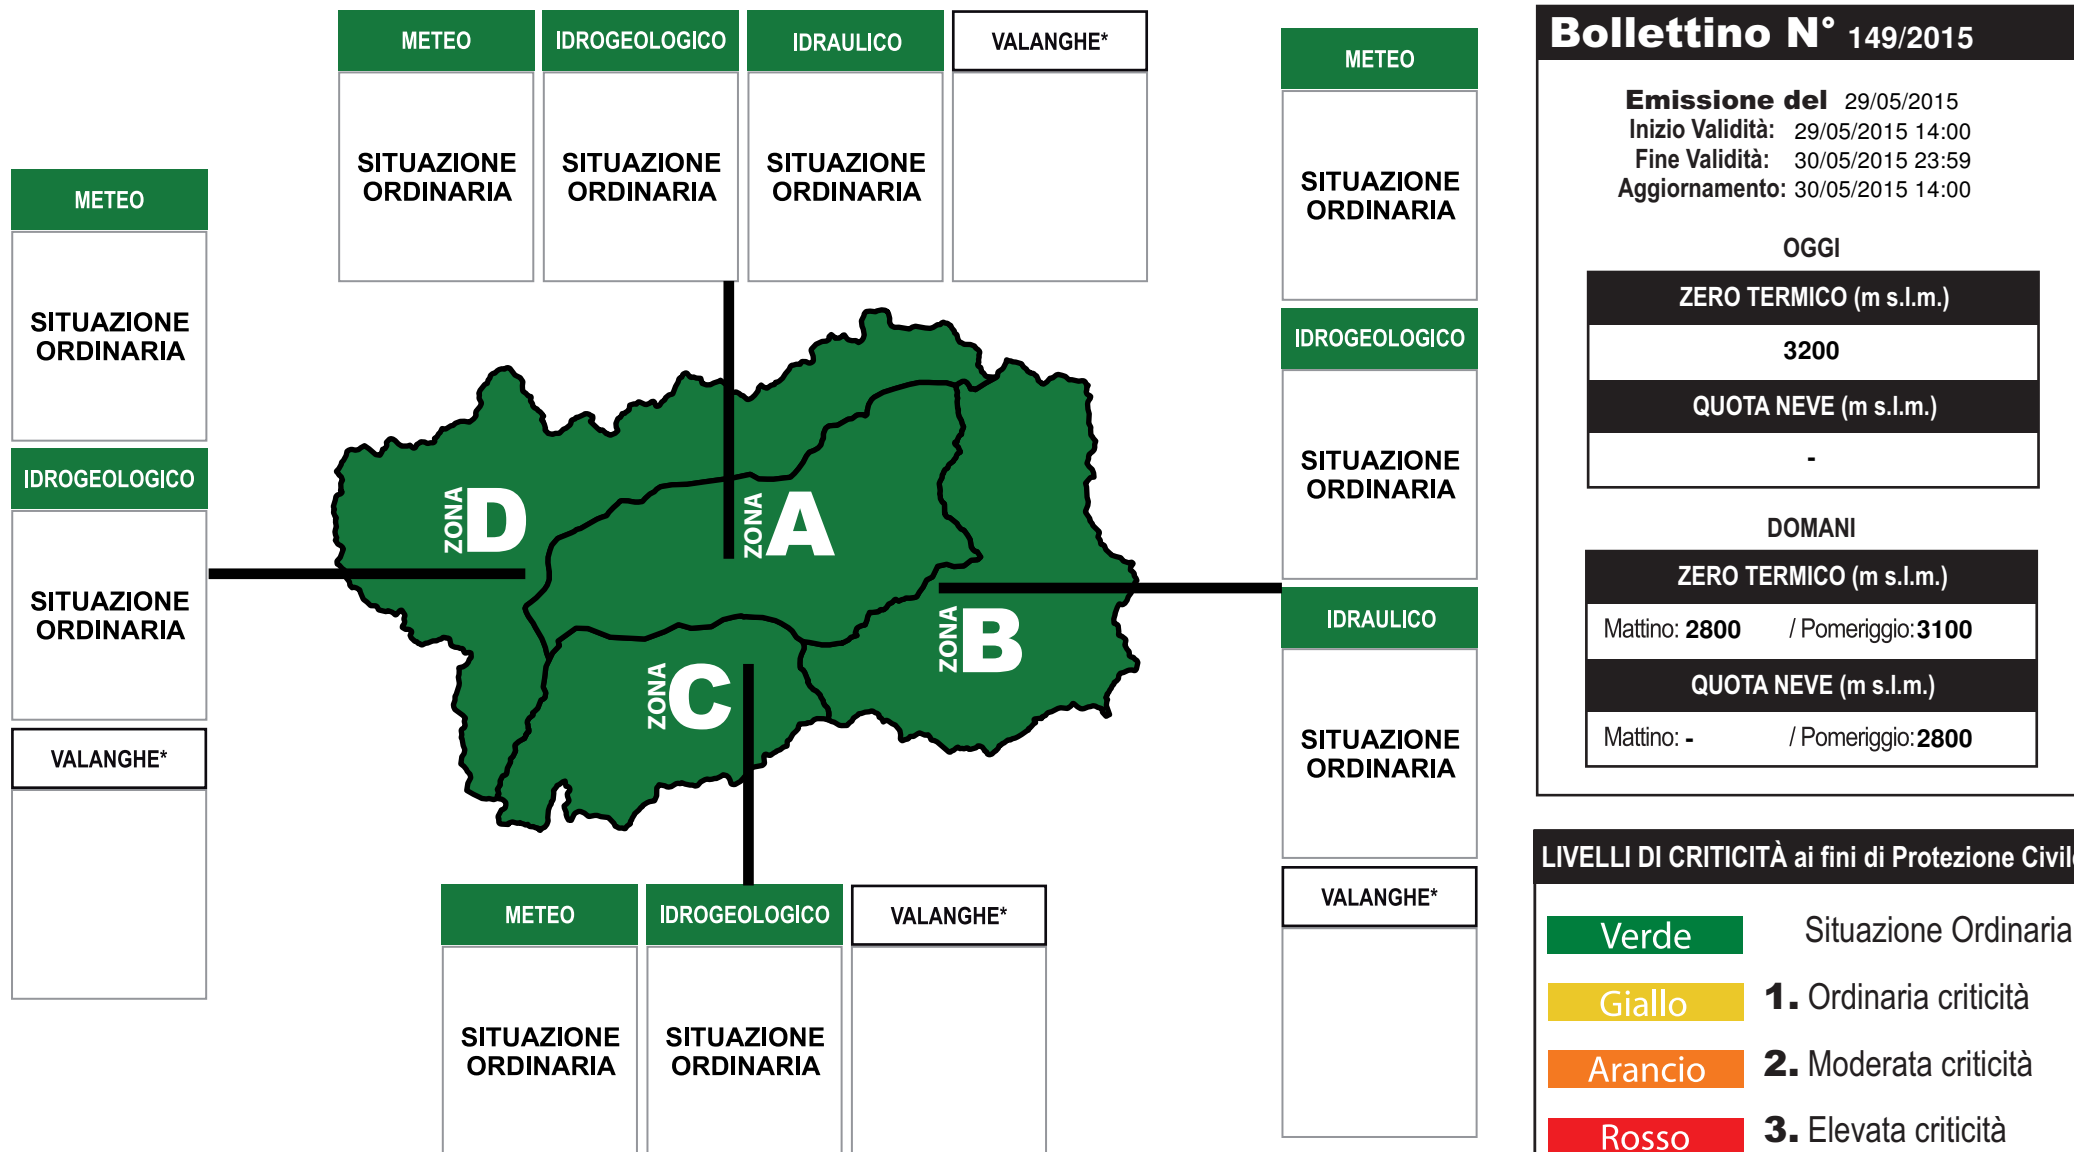 METEO
IDROGEOLOGICO
IDRAULICO
VALANGHE*
SITUAZIONE
ORDINARIA
SITUAZIONE
ORDINARIA
SITUAZIONE
ORDINARIA
METEO
SITUAZIONE
ORDINARIA
IDROGEOLOGICO
SITUAZIONE
ORDINARIA
VALANGHE*
ZONA D
ZONA A
ZONA B
ZONA C
METEO
SITUAZIONE
ORDINARIA
IDROGEOLOGICO
SITUAZIONE
ORDINARIA
IDRAULICO
SITUAZIONE
ORDINARIA
VALANGHE*
METEO
IDROGEOLOGICO
VALANGHE*
SITUAZIONE
ORDINARIA
SITUAZIONE
ORDINARIA
Bollettino N° 149/2015
Emissione del 29/05/2015
Inizio Validità: 29/05/2015 14:00
Fine Validità: 30/05/2015 23:59
Aggiornamento: 30/05/2015 14:00
OGGI
ZERO TERMICO (m s.l.m.)
3200
QUOTA NEVE (m s.l.m.)
-
DOMANI
ZERO TERMICO (m s.l.m.)
Mattino: 2800 / Pomeriggio: 3100
QUOTA NEVE (m s.l.m.)
Mattino: - / Pomeriggio: 2800
LIVELLI DI CRITICITÀ ai fini di Protezione Civile
Verde Situazione Ordinaria
Giallo 1. Ordinaria criticità
Arancio 2. Moderata criticità
Rosso 3. Elevata criticità